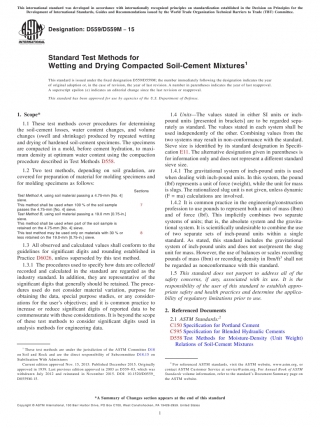 This international standard was developed in accordance with internationally recognized principles on standardization established in the Decision on Principles for the
Development of International Standards, Guides and Recommendations issued by the World Trade Organization Technical Barriers to Trade (TBT) Committee.
Designation: D559/D559M − 15
Standard Test Methods for
Wetting and Drying Compacted Soil-Cement Mixtures1
This standard is issued under the fixed designation D559/D559M; the number immediately following the designation indicates the year
of original adoption or, in the case of revision, the year of last revision. A number in parentheses indicates the year of last reapproval.
A superscript epsilon (ε) indicates an editorial change since the last revision or reapproval.
This standard has been approved for use by agencies of the U.S. Department of Defense.
1. Scope*
1.1 These test methods cover procedures for determining
the soil-cement losses, water content changes, and volume
changes (swell and shrinkage) produced by repeated wetting
and drying of hardened soil-cement specimens. The specimens
are compacted in a mold, before cement hydration, to maxi-
mum density at optimum water content using the compaction
procedure described in Test Methods D558.
1.2 Two test methods, depending on soil gradation, are
covered for preparation of material for molding specimens and
for molding specimens as follows:
Sections
Test Method A, using soil material passing a 4.75-mm [No. 4]
sieve.
This method shall be used when 100 % of the soil sample
passes the 4.75-mm [No. 4] sieve.
Test Method B, using soil material passing a 19.0-mm [0.75-in.]
sieve.
This method shall be used when part of the soil sample is
retained on the 4.75-mm [No. 4] sieve.
This test method may be used only on materials with 30 % or
less retained on the 19.0-mm [0.75-in.] sieve.
1.3 All observed and calculated values shall conform to the
guidelines for significant digits and rounding established in
Practice D6026, unless superseded by this test method.
1.3.1 The procedures used to specify how data are collected/
recorded and calculated in the standard are regarded as the
industry standard. In addition, they are representative of the
significant digits that generally should be retained. The proce-
dures used do not consider material variation, purpose for
obtaining the data, special purpose studies, or any consider-
ations for the user's objectives; and it is common practice to
increase or reduce significant digits of reported data to be
commensurate with these considerations. It is beyond the scope
of these test methods to consider significant digits used in
analysis methods for engineering data.
1 These test methods are under the jurisdiction of ASTM Committee D18
on Soil and Rock and are the direct responsibility of Subcommittee D18.15 on
Stabilization With Admixtures.
Current edition approved Nov. 15, 2015. Published December 2015. Originally
approved in 1939. Last previous edition approved in 2003 as D559–03, which was
withdrawn July 2012 and reinstated in November 2015. DOI: 10.1520/D0559_
D0559M-15.
1.4 Units—The values stated in either SI units or inch-
pound units [presented in brackets] are to be regarded sepa-
rately as standard. The values stated in each system shall be
used independently of the other. Combining values from the
two systems may result in non-conformance with the standard.
Sieve size is identified by its standard designation in Specifi-
cation E11. The alternative designation given in parentheses is
for information only and does not represent a different standard
sieve size.
1.4.1 The gravitational system of inch-pound units is used
when dealing with inch-pound units. In this system, the pound
(lbf) represents a unit of force (weight), while the unit for mass
is slugs. The rationalized slug unit is not given, unless dynamic
(F = ma) calculations are involved.
1.4.2 It is common practice in the engineering/construction
profession to use pounds to represent both a unit of mass (lbm)
and of force (lbf). This implicitly combines two separate
systems of units; that is, the absolute system and the gravita-
tional system. It is scientifically undesirable to combine the use
of two separate sets of inch-pound units within a single
standard. As stated, this standard includes the gravitational
system of inch-pound units and does not use/present the slug
unit for mass. However, the use of balances or scales recording
pounds of mass (lbm) or recording density in lbm/ft3 shall not
be regarded as nonconformance with this standard.
1.5 This standard does not purport to address all of the
safety concerns, if any, associated with its use. It is the
responsibility of the user of this standard to establish appro-
priate safety and health practices and determine the applica-
bility of regulatory limitations prior to use.
2. Referenced Documents
2.1 ASTM Standards:2
C150 Specification for Portland Cement
C595 Specification for Blended Hydraulic Cements
D558 Test Methods for Moisture-Density (Unit Weight)
Relations of Soil-Cement Mixtures
2 For referenced ASTM standards, visit the ASTM website, www.astm.org, or
contact ASTM Customer Service at service@astm.org. For Annual Book of ASTM
Standards volume information, refer to the standard's Document Summary page on
the ASTM website.
*A Summary of Changes section appears at the end of this standard
Copyright © ASTM International, 100 Barr Harbor Drive, PO Box C700, West Conshohocken, PA 19428-2959. United States
1